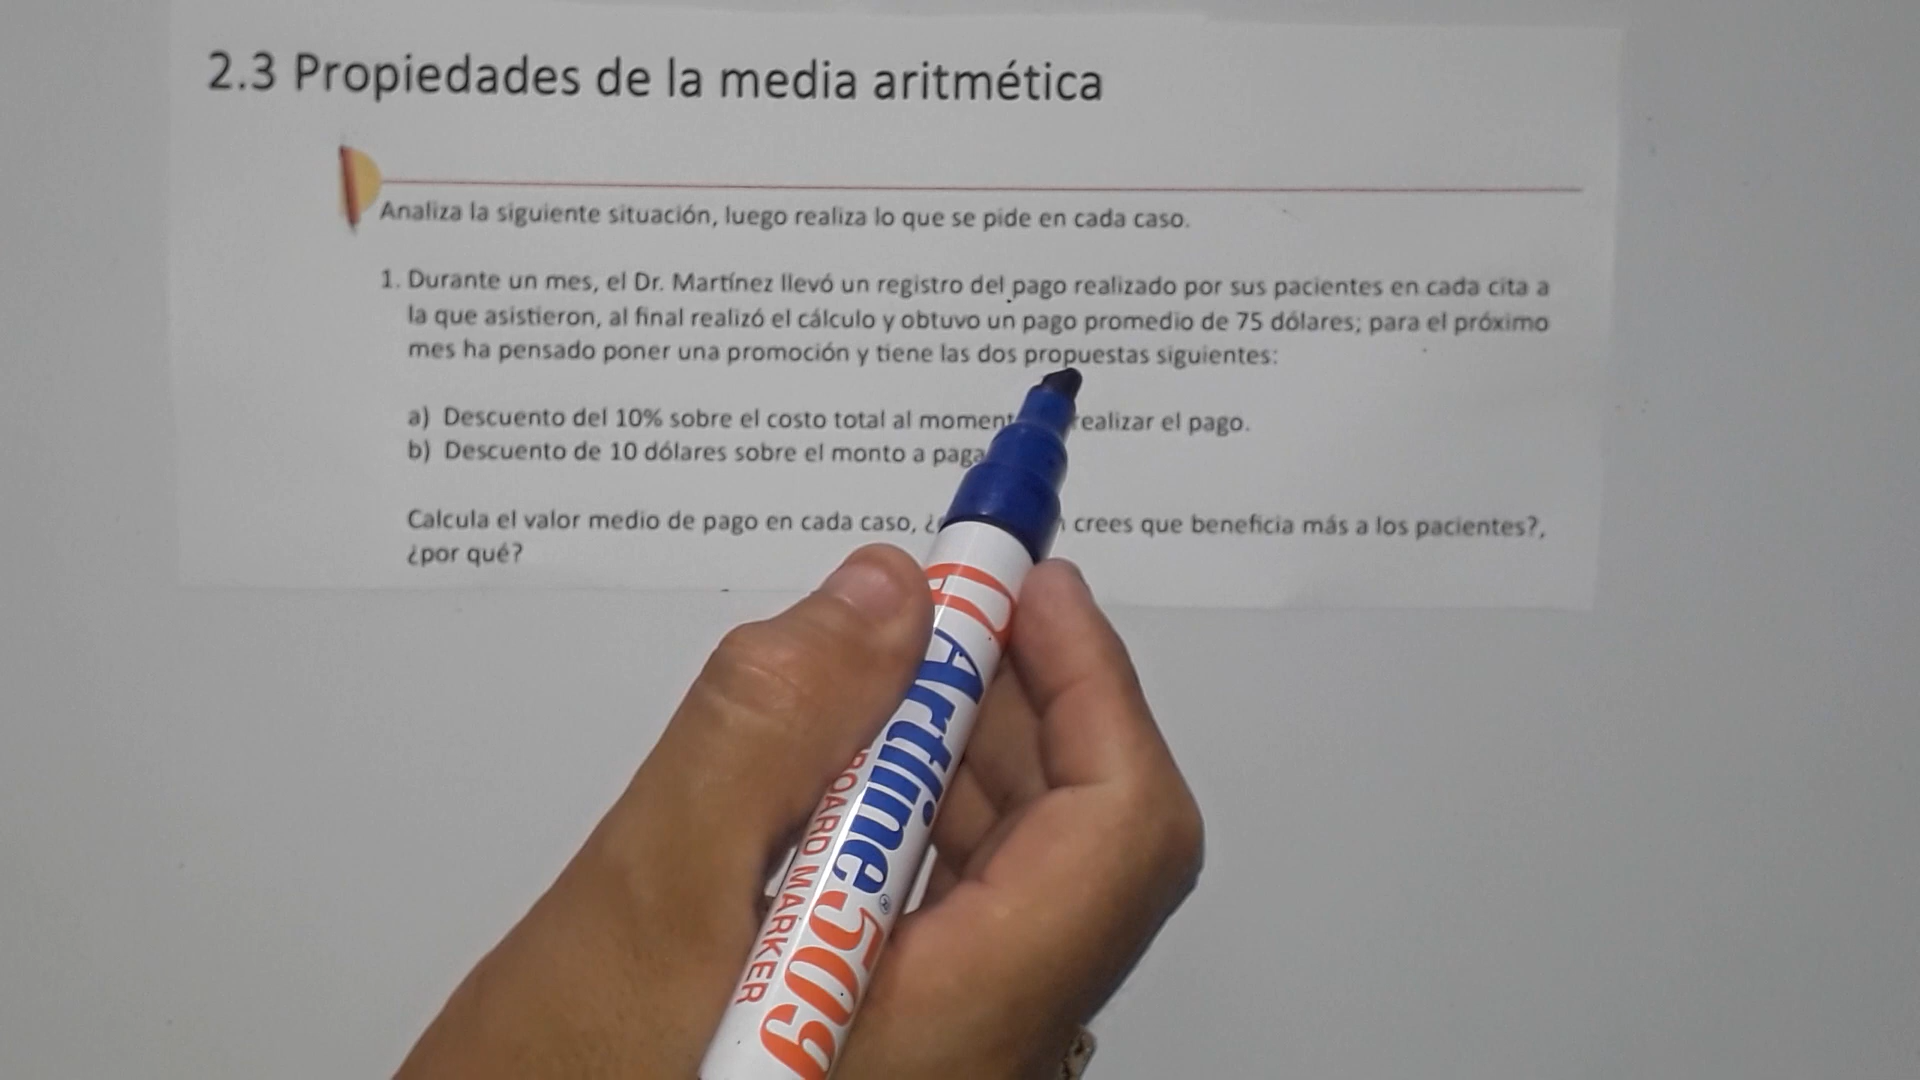 2.3 Propiedades de la media aritmética
Analiza la siguiente situación, luego realiza lo que se pide en cada caso.
1. Durante un mes, el Dr. Martínez llevó un registro del pago realizado por sus pacientes en cada cita a
la que asistieron, al final realizó el cálculo y obtuvo un pago promedio de 75 dólares; para el próximo
mes ha pensado poner una promoción y tiene las dos propuestas siguientes:
a) Descuento del 10% sobre el costo total al realizar el pago.
b) Descuento de 10 dólares sobre el monto a
Calcula el valor medio de pago en cada caso, crees que beneficia más a los pacientes?,
¿por qué?
Artline® 509
BOARD MARKER